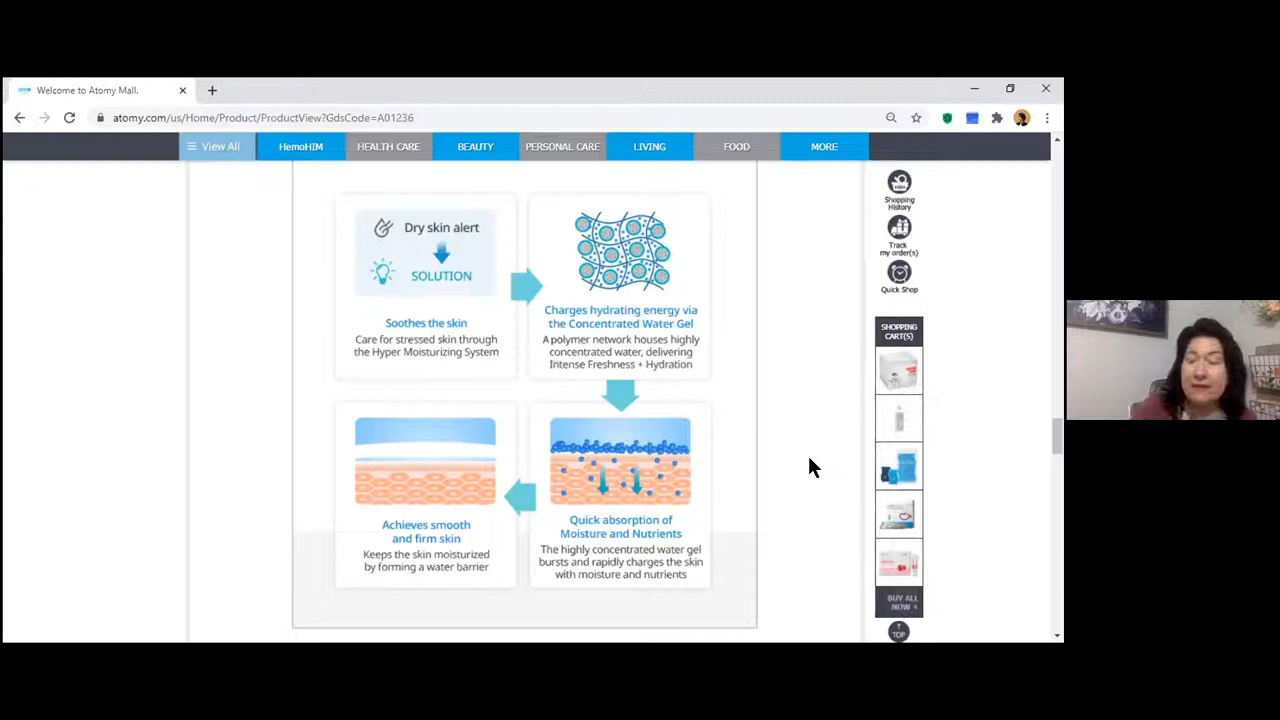 Welcome to Atomy Mall.
atomy.com/us/Home/Product/ProductView?GdsCode=A01236
View All
HemoHIM
HEALTH CARE
BEAUTY
PERSONAL CARE
LIVING
FOOD
MORE
Dry skin alert
SOLUTION
Soothes the skin
Care for stressed skin through
the Hyper Moisturizing System
Charges hydrating energy via
the Concentrated Water Gel
A polymer network houses highly
concentrated water, delivering
Intense Freshness + Hydration
Quick absorption of
Moisture and Nutrients
The highly concentrated water gel
bursts and rapidly charges the skin
with moisture and nutrients
Achieves smooth
and firm skin
Keeps the skin moisturized
by forming a water barrier
Shopping
History
Track
my order(s)
Quick Shop
SHOPPING
CART(S)
BUY ALL
NOW +
TOP